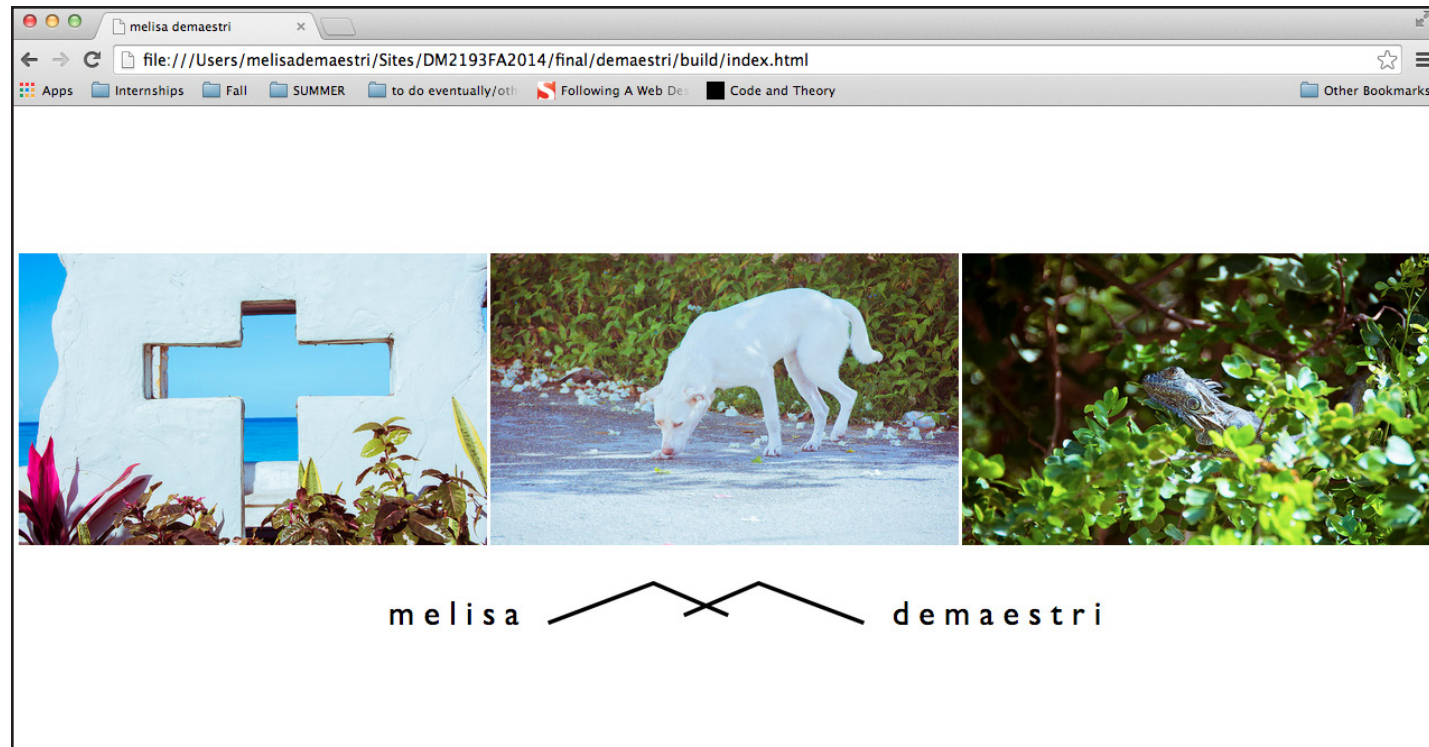 melisa demaestri
file:///Users/melisademaestri/Sites/DM2193FA2014/final/demaestri/build/index.html
Apps Internships Fall SUMMER to do eventually/oth Following A Web Des Code and Theory Other Bookmarks
melisa demaestri